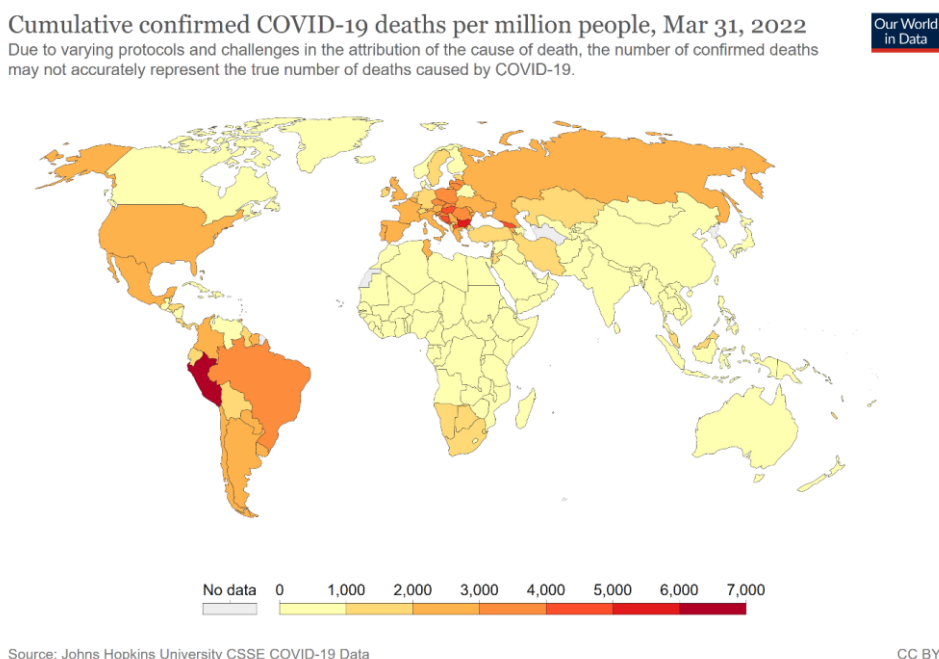 Cumulative confirmed COVID-19 deaths per million people, Mar 31, 2022
Our World
in Data
Due to varying protocols and challenges in the attribution of the cause of death, the number of confirmed deaths
may not accurately represent the true number of deaths caused by COVID-19.
No data 0 1,000 2,000 3,000 4,000 5,000 6,000 7,000
Source: Johns Hopkins University CSSE COVID-19 Data CC BY